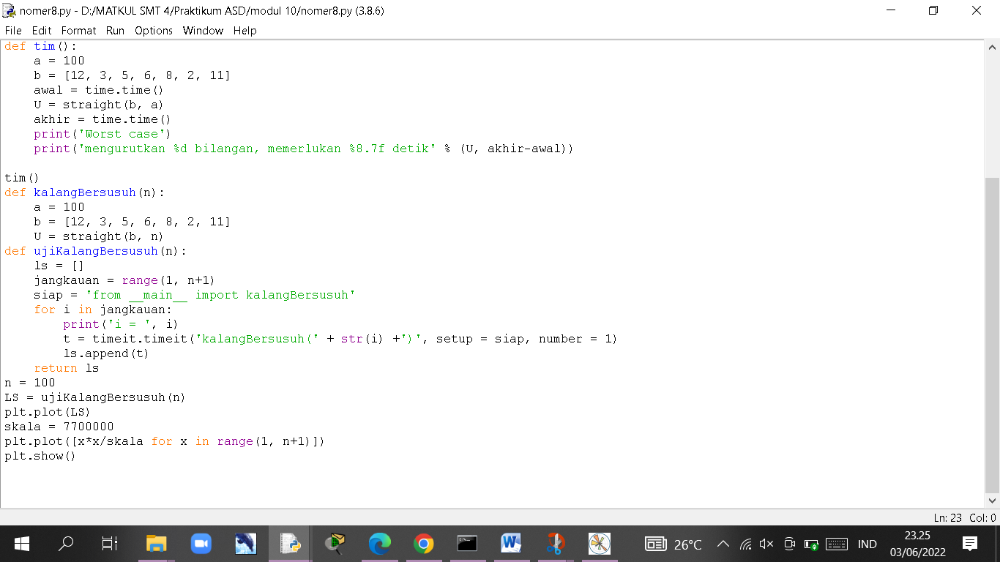 nomer8.py - D:/MATKUL SMT 4/Praktikum ASD/modul 10/nomer8.py (3.8.6)
File Edit Format Run Options Window Help
def tim():
    a = 100
    b = [12, 3, 5, 6, 8, 2, 11]
    awal = time.time()
    U = straight(b, a)
    akhir = time.time()
    print('Worst case')
    print('mengurutkan %d bilangan, memerlukan %8.7f detik' % (U, akhir-awal))

tim()
def kalangBersusuh(n):
    a = 100
    b = [12, 3, 5, 6, 8, 2, 11]
    U = straight(b, n)
def ujiKalangBersusuh(n):
    ls = []
    jangkauan = range(1, n+1)
    siap = 'from __main__ import kalangBersusuh'
    for i in jangkauan:
        print('i = ', i)
        t = timeit.timeit('kalangBersusuh(' + str(i) +')', setup = siap, number = 1)
        ls.append(t)
    return ls
n = 100
LS = ujiKalangBersusuh(n)
plt.plot(LS)
skala = 7700000
plt.plot([x*x/skala for x in range(1, n+1)])
plt.show()
Ln: 23 Col: 0
26°C IND 23.25
03/06/2022